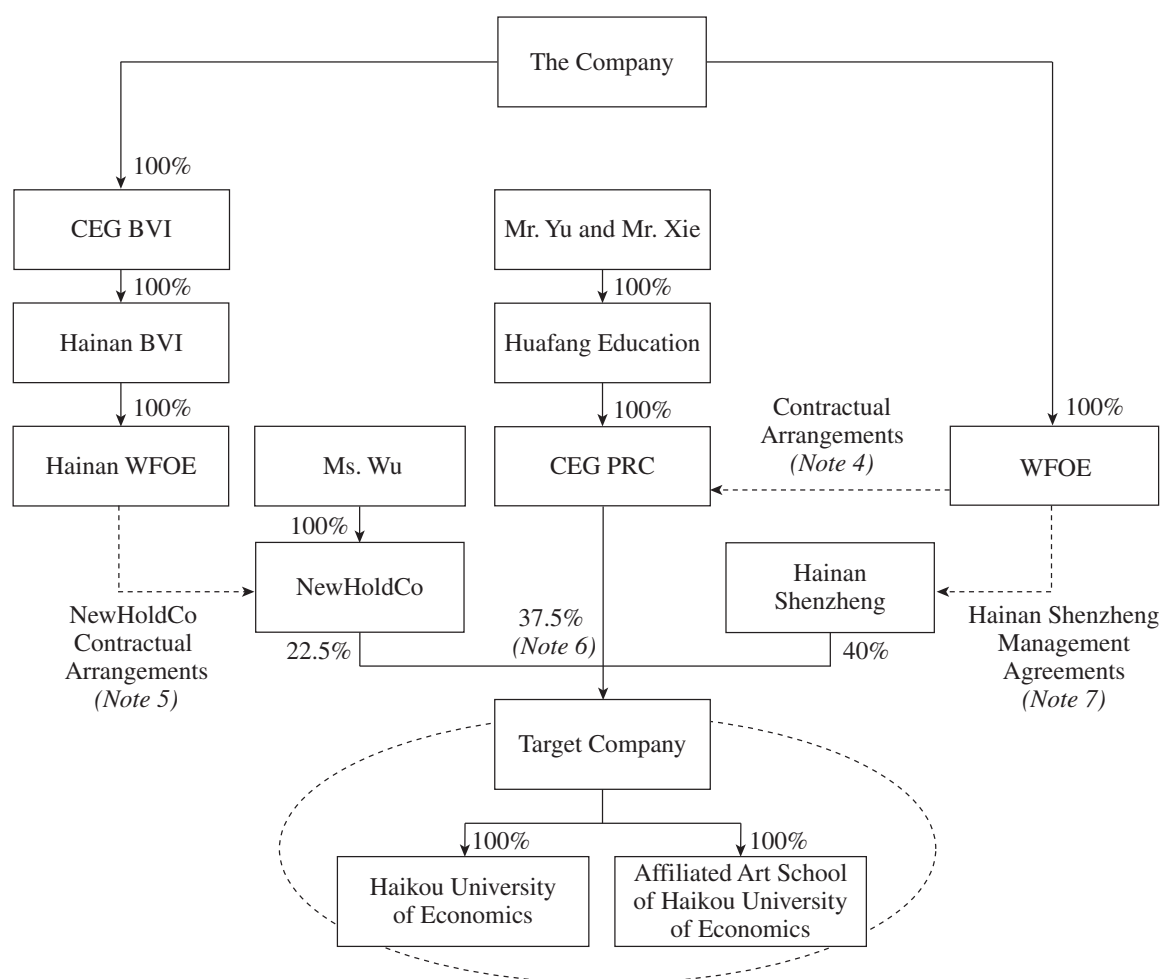 The Company
100%
100%
CEG BVI
Mr. Yu and Mr. Xie
100%
100%
Hainan BVI
Huafang Education
100%
100%
Contractual
Arrangements
(Note 4)
Hainan WFOE
Ms. Wu
CEG PRC
WFOE
100%
NewHoldCo
Hainan
Shenzheng
NewHoldCo
Contractual
Arrangements
(Note 5)
22.5%
37.5%
(Note 6)
40%
Hainan Shenzheng
Management
Agreements
(Note 7)
Target Company
100%
100%
Haikou University
of Economics
Affiliated Art School
of Haikou University
of Economics